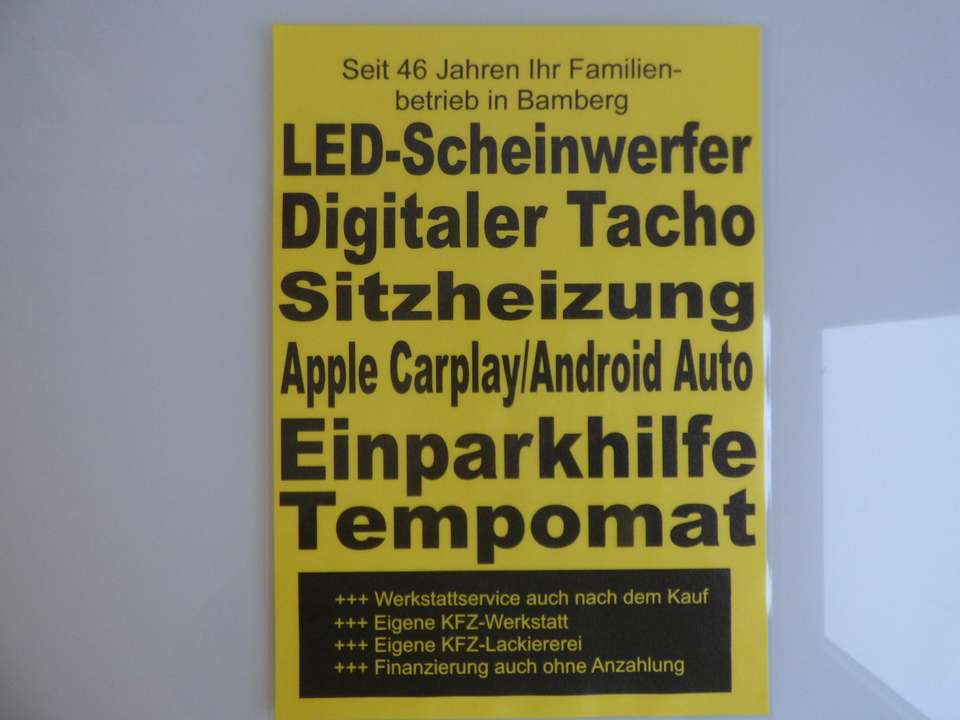 Seit 46 Jahren Ihr Familien-
betrieb in Bamberg
LED-Scheinwerfer
Digitaler Tacho
Sitzheizung
Apple Carplay/Android Auto
Einparkhilfe
Tempomat
+++ Werkstattservice auch nach dem Kauf
+++ Eigene KFZ-Werkstatt
+++ Eigene KFZ-Lackiererei
+++ Finanzierung auch ohne Anzahlung